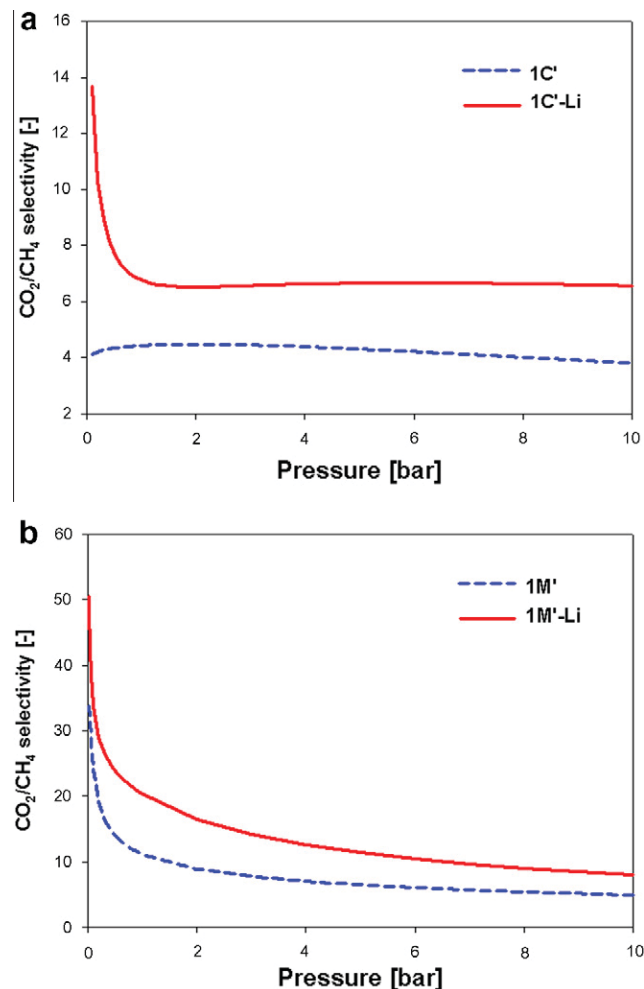 a
16
14
12
10
8
6
4
2
CO₂/CH₄ selectivity [-]
1C'
1C'-Li
0 2 4 6 8 10
Pressure [bar]
b
60
50
40
30
20
10
0
CO₂/CH₄ selectivity [-]
1M'
1M'-Li
0 2 4 6 8 10
Pressure [bar]